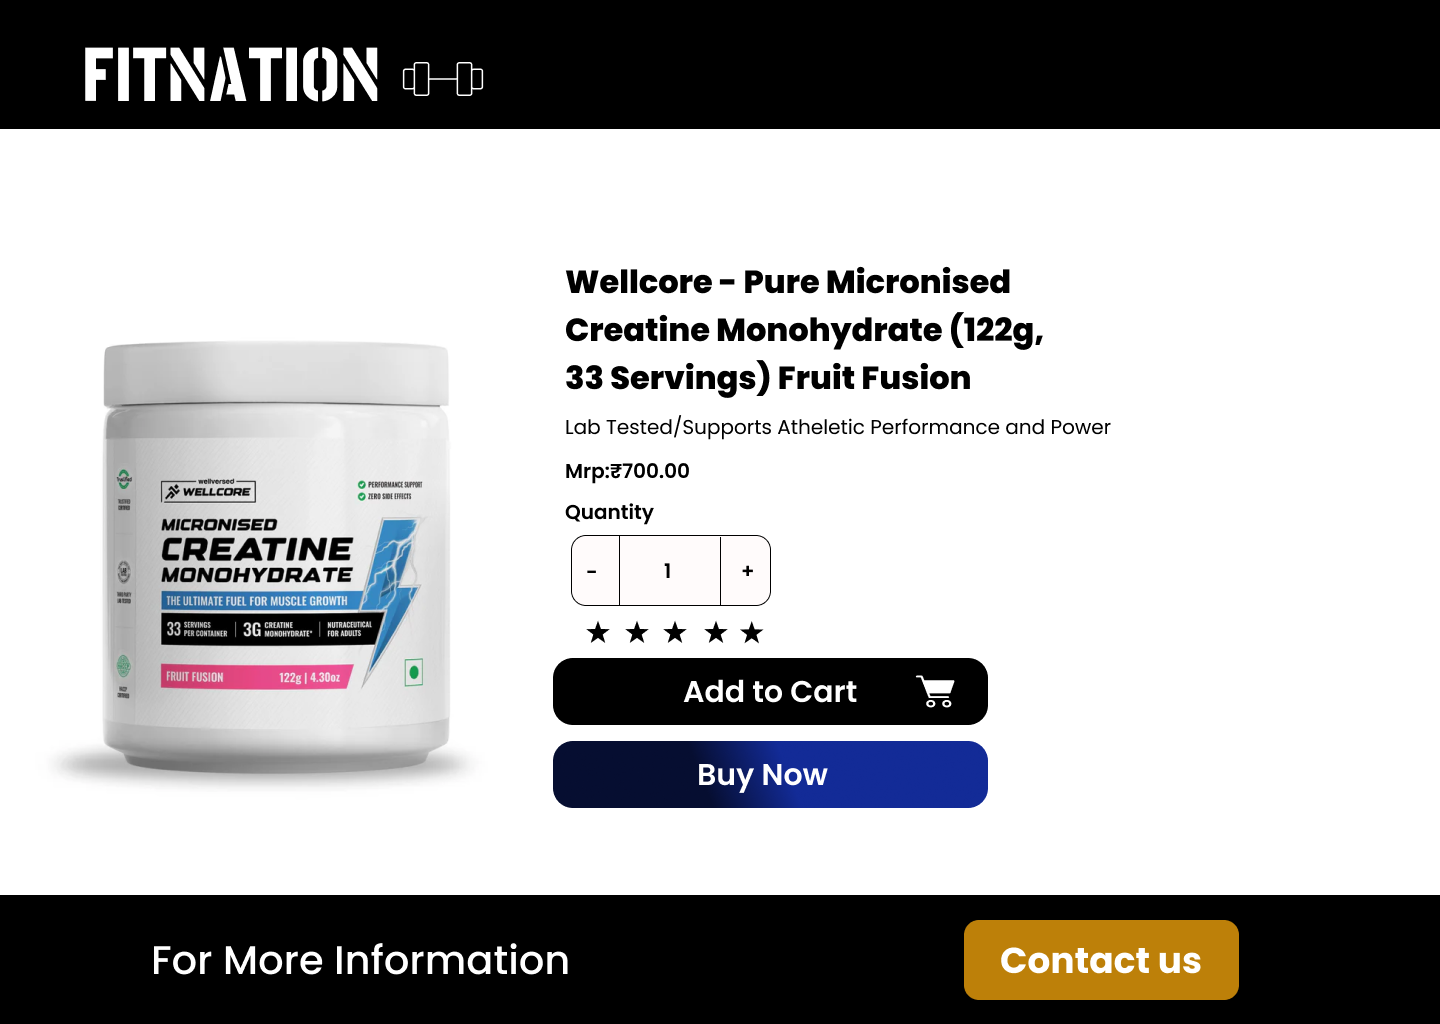 FITNATION
Wellcore - Pure Micronised
Creatine Monohydrate (122g,
33 Servings) Fruit Fusion
Lab Tested/Supports Atheletic Performance and Power
Mrp:₹700.00
Quantity
- 1 +
Add to Cart
Buy Now
wellversed
WELLCORE
PERFORMANCE SUPPORT
ZERO SIDE EFFECTS
MICRONISED
CREATINE
MONOHYDRATE
THE ULTIMATE FUEL FOR MUSCLE GROWTH
33 SERVINGS PER CONTAINER
3G CREATINE MONOHYDRATE*
NUTRACEUTICAL FOR ADULTS
FRUIT FUSION 122g | 4.30oz
For More Information
Contact us